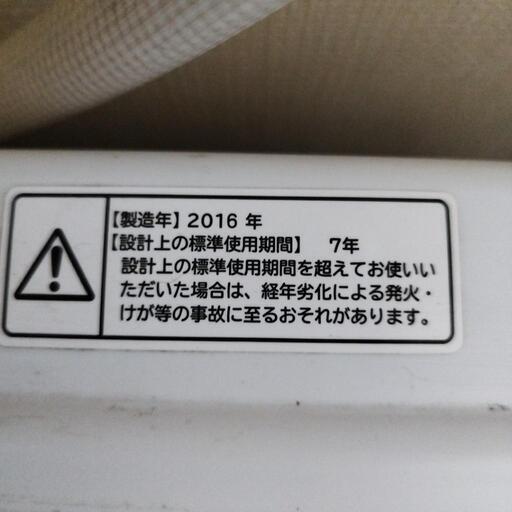 【製造年】2016 年
【設計上の標準使用期間】 7年
設計上の標準使用期間を超えてお使いい
ただいた場合は、経年劣化による発火・
けが等の事故に至るおそれがあります。